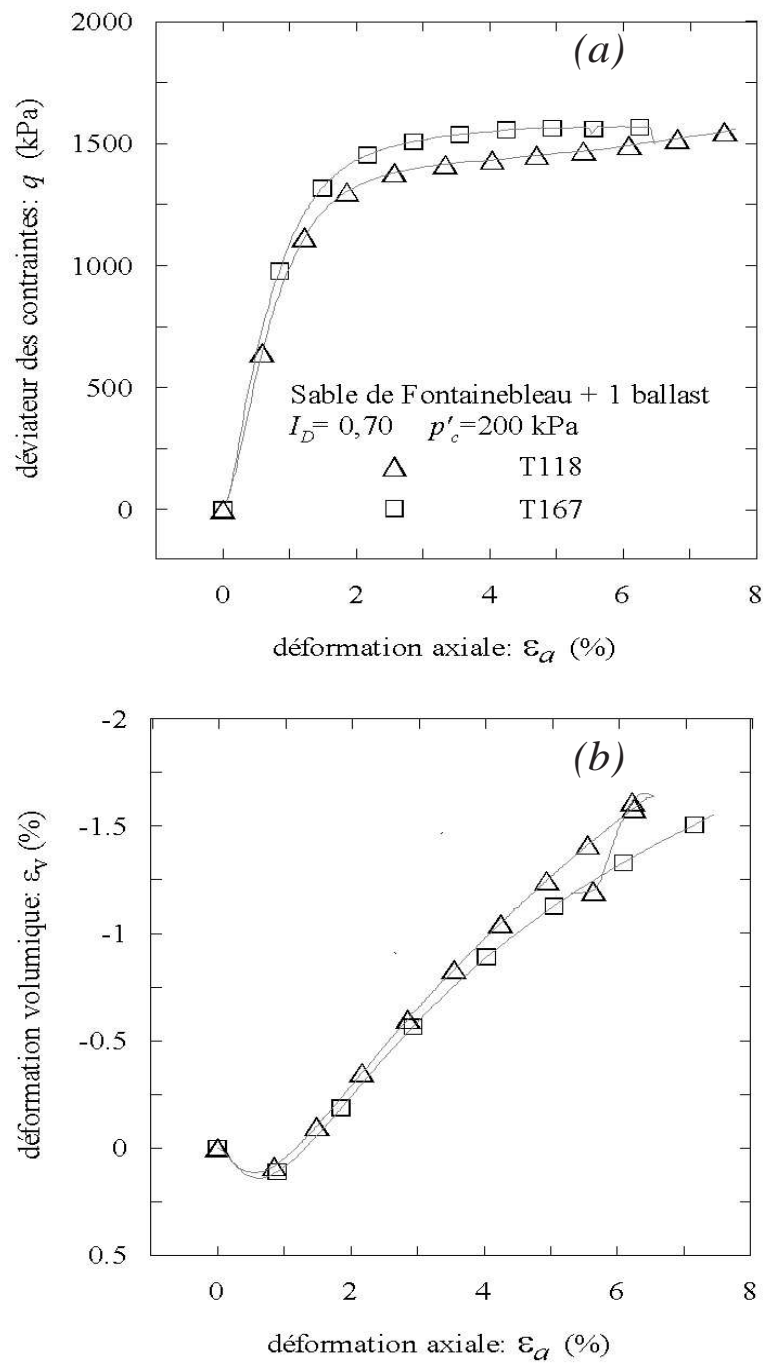 (a)
2000
1500
1000
500
0
déviateur des contraintes: q (kPa)
Sable de Fontainebleau + 1 ballast
I_D= 0,70 p'_c=200 kPa
T118
T167
0 2 4 6 8
déformation axiale: ε_a (%)
(b)
-2
-1.5
-1
-0.5
0
0.5
déformation volumique: ε_v (%)
0 2 4 6 8
déformation axiale: ε_a (%)